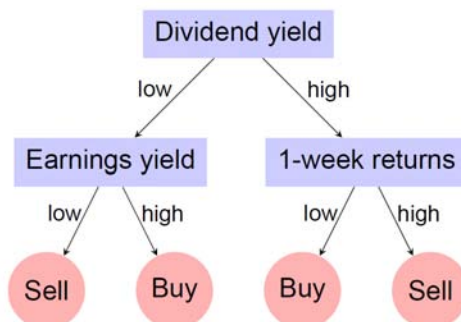 Dividend yield
low high
Earnings yield 1-week returns
low high low high
Sell Buy Buy Sell